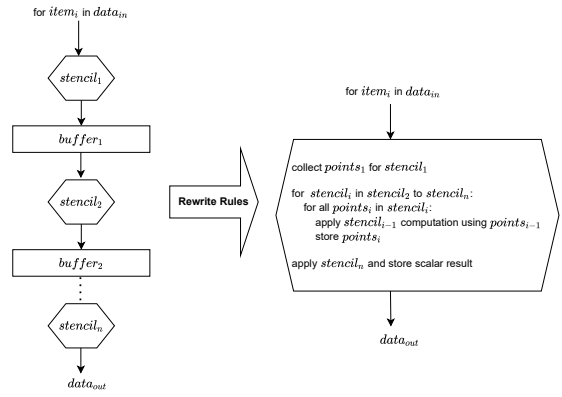 for item_i in data_in
stencil_1
buffer_1
stencil_2
buffer_2
stencil_n
data_out
Rewrite Rules
for item_i in data_in
collect points_1 for stencil_1
for stencil_i in stencil_2 to stencil_n:
for all points_i in stencil_i:
apply stencil_{i-1} computation using points_{i-1}
store points_i
apply stencil_n and store scalar result
data_out